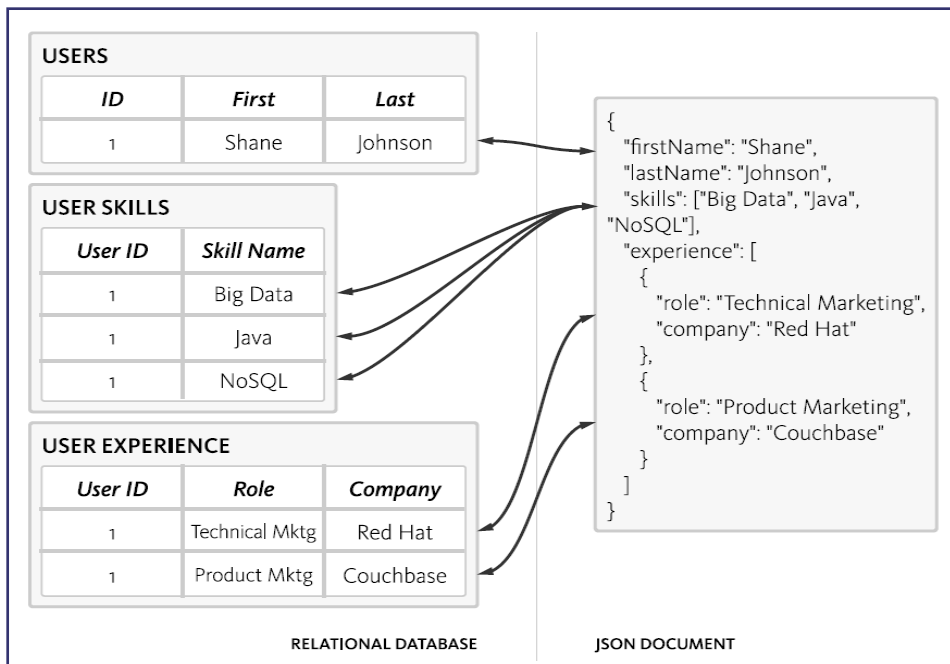 USERS
ID First Last
1 Shane Johnson
USER SKILLS
User ID Skill Name
1 Big Data
1 Java
1 NoSQL
USER EXPERIENCE
User ID Role Company
1 Technical Mktg Red Hat
1 Product Mktg Couchbase
RELATIONAL DATABASE
{
"firstName": "Shane",
"lastName": "Johnson",
"skills": ["Big Data", "Java",
"NoSQL"],
"experience": [
{
"role": "Technical Marketing",
"company": "Red Hat"
},
{
"role": "Product Marketing",
"company": "Couchbase"
}
]
}
JSON DOCUMENT